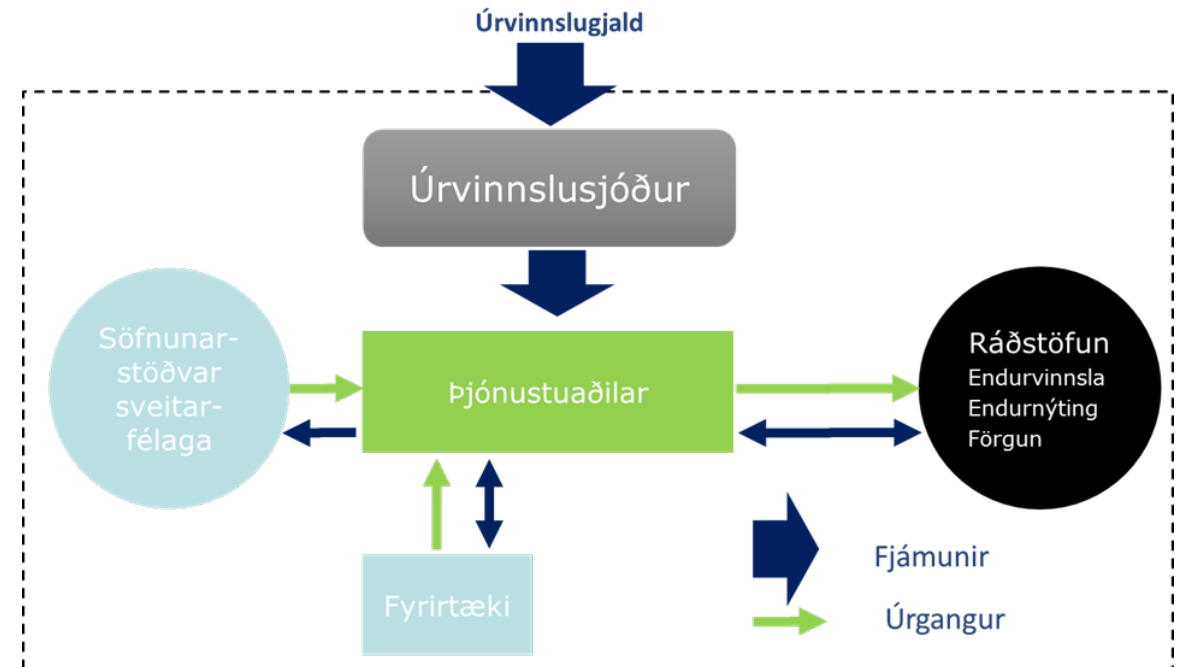 Úrvinnslugjald
Úrvinnslusjóður
Söfnunar-
stöðvar
sveitar-
félaga
Þjónustuaðilar
Ráðstöfun
Endurvinnsla
Endurnýting
Förgun
Fyrirtæki
Fjámunir
Úrgangur